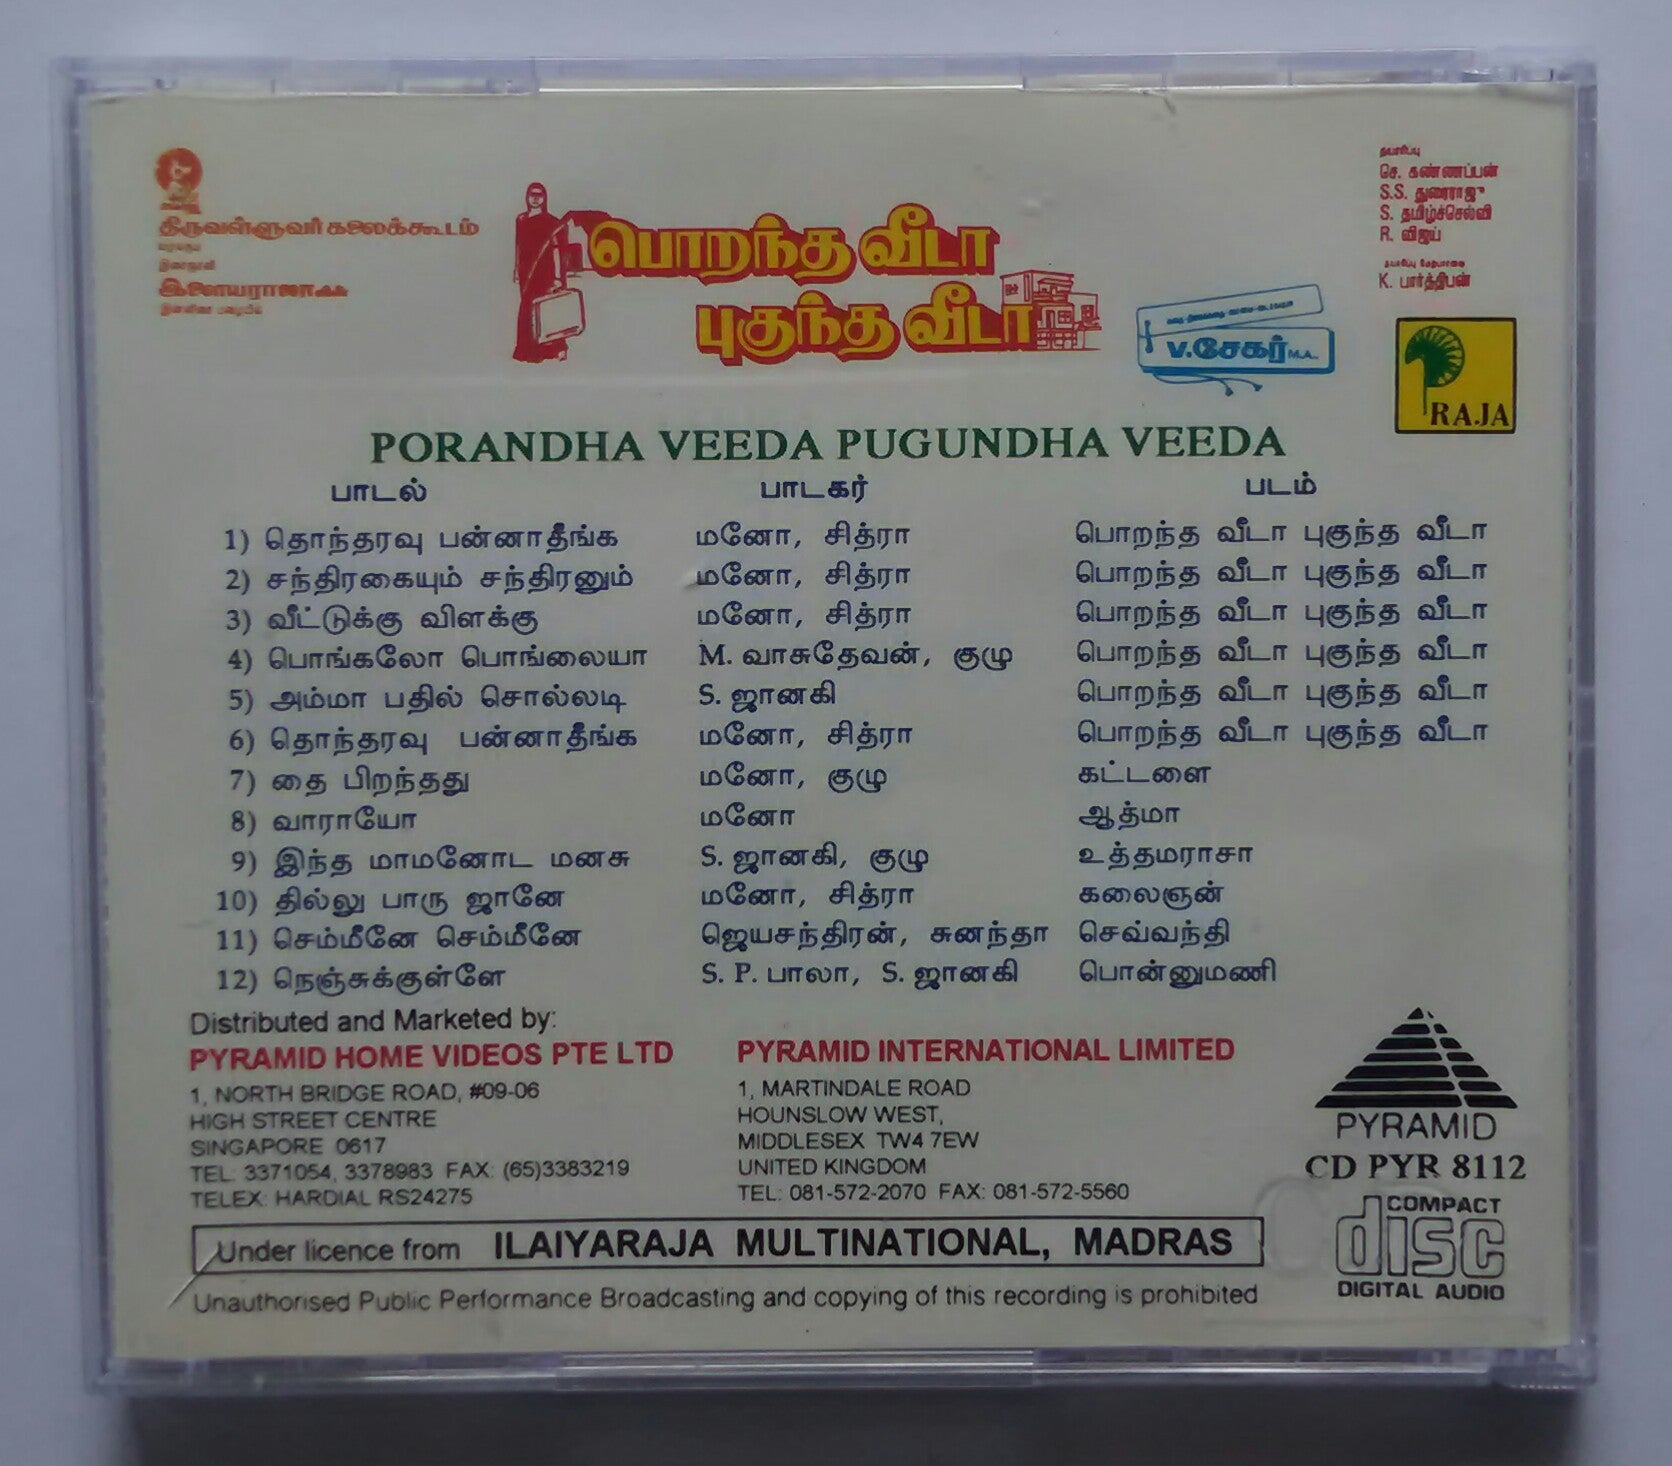 திருவள்ளுவர் கலைக்கூடம்
இளையராஜா
பொறந்த வீடா
புகுந்த வீடா
v.சேகர் M.A.,
தயாரிப்பு
செ. கண்ணப்பன்
S.S. துரைராஜு
S. தமிழ்ச்செல்வி
R. விஜய்
தயாரிப்பு மேற்பார்வை
K. பார்த்திபன்
RAJA
PORANDHA VEEDA PUGUNDHA VEEDA
பாடல் பாடகர் படம்
1) தொந்தரவு பன்னாதீங்க மனோ, சித்ரா பொறந்த வீடா புகுந்த வீடா
2) சந்திரகையும் சந்திரனும் மனோ, சித்ரா பொறந்த வீடா புகுந்த வீடா
3) வீட்டுக்கு விளக்கு மனோ, சித்ரா பொறந்த வீடா புகுந்த வீடா
4) பொங்கலோ பொங்லையா M. வாசுதேவன், குழு பொறந்த வீடா புகுந்த வீடா
5) அம்மா பதில் சொல்லடி S. ஜானகி பொறந்த வீடா புகுந்த வீடா
6) தொந்தரவு பன்னாதீங்க மனோ, சித்ரா பொறந்த வீடா புகுந்த வீடா
7) தை பிறந்தது மனோ, குழு கட்டளை
8) வாராயோ மனோ ஆத்மா
9) இந்த மாமனோட மனசு S. ஜானகி, குழு உத்தமராசா
10) தில்லு பாரு ஜானே மனோ, சித்ரா கலைஞன்
11) செம்மீனே செம்மீனே ஜெயசந்திரன், சுனந்தா செவ்வந்தி
12) நெஞ்சுக்குள்ளே S. P. பாலா, S. ஜானகி பொன்னுமணி
Distributed and Marketed by:
PYRAMID HOME VIDEOS PTE LTD
1, NORTH BRIDGE ROAD, #09-06
HIGH STREET CENTRE
SINGAPORE 0617
TEL: 3371054, 3378983 FAX: (65)3383219
TELEX: HARDIAL RS24275
PYRAMID INTERNATIONAL LIMITED
1, MARTINDALE ROAD
HOUNSLOW WEST,
MIDDLESEX TW4 7EW
UNITED KINGDOM
TEL: 081-572-2070 FAX: 081-572-5560
PYRAMID
CD PYR 8112
COMPACT
disc
DIGITAL AUDIO
Under licence from ILAIYARAJA MULTINATIONAL, MADRAS
Unauthorised Public Performance Broadcasting and copying of this recording is prohibited